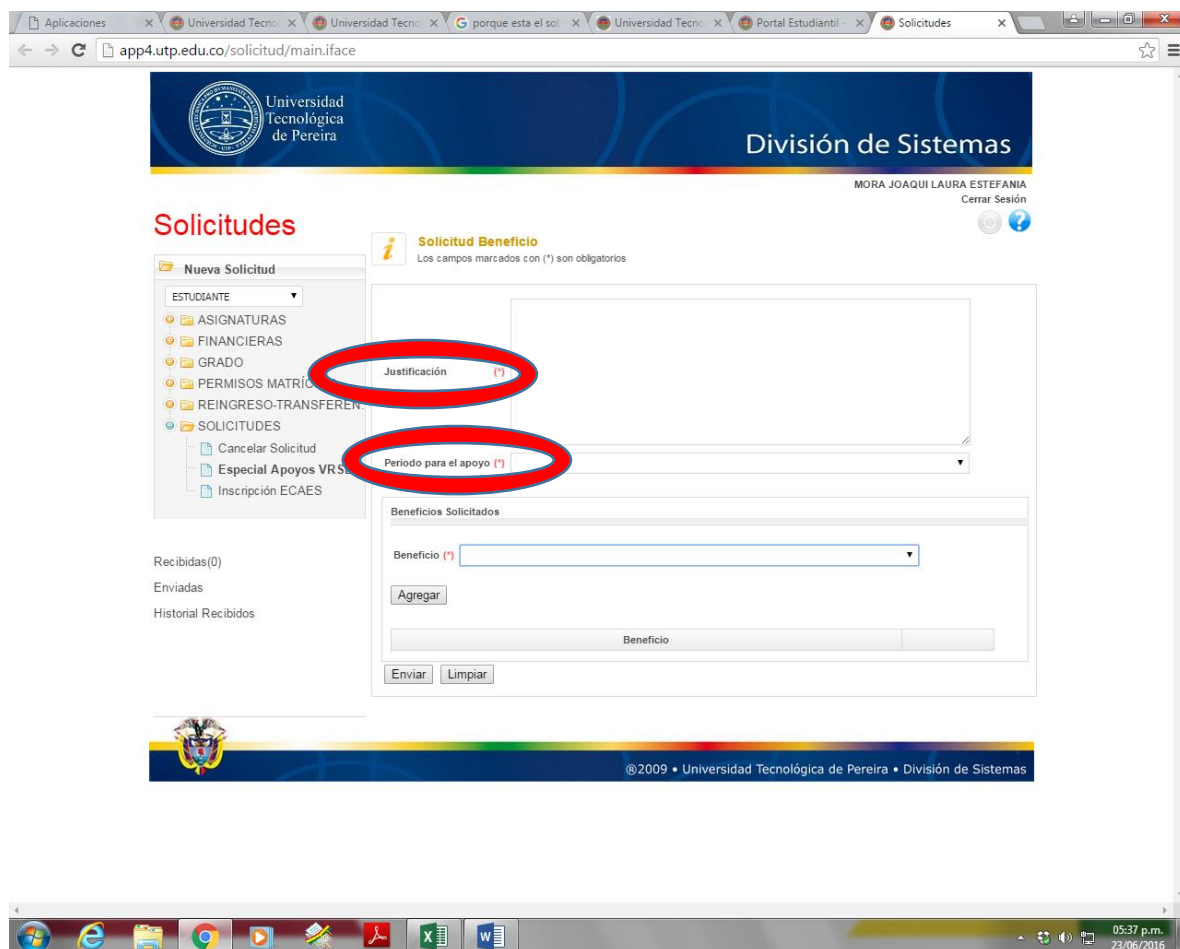 Aplicaciones
Universidad Tecno
Universidad Tecno
porque esta el sol
Universidad Tecno
Portal Estudiantil -
Solicitudes
app4.utp.edu.co/solicitud/main.iface
Universidad
Tecnológica
de Pereira
División de Sistemas
MORA JOAQUI LAURA ESTEFANIA
Cerrar Sesión
Solicitudes
Solicitud Beneficio
Los campos marcados con (*) son obligatorios
Nueva Solicitud
ESTUDIANTE
ASIGNATURAS
FINANCIERAS
GRADO
PERMISOS MATRÍC
REINGRESO-TRANSFEREN.
SOLICITUDES
Cancelar Solicitud
Especial Apoyos VRS
Inscripción ECAES
Recibidas(0)
Enviadas
Historial Recibidos
Justificación (*)
Periodo para el apoyo (*)
Beneficios Solicitados
Beneficio (*)
Agregar
Beneficio
Enviar Limpiar
®2009 • Universidad Tecnológica de Pereira • División de Sistemas
05:37 p.m.
23/06/2016